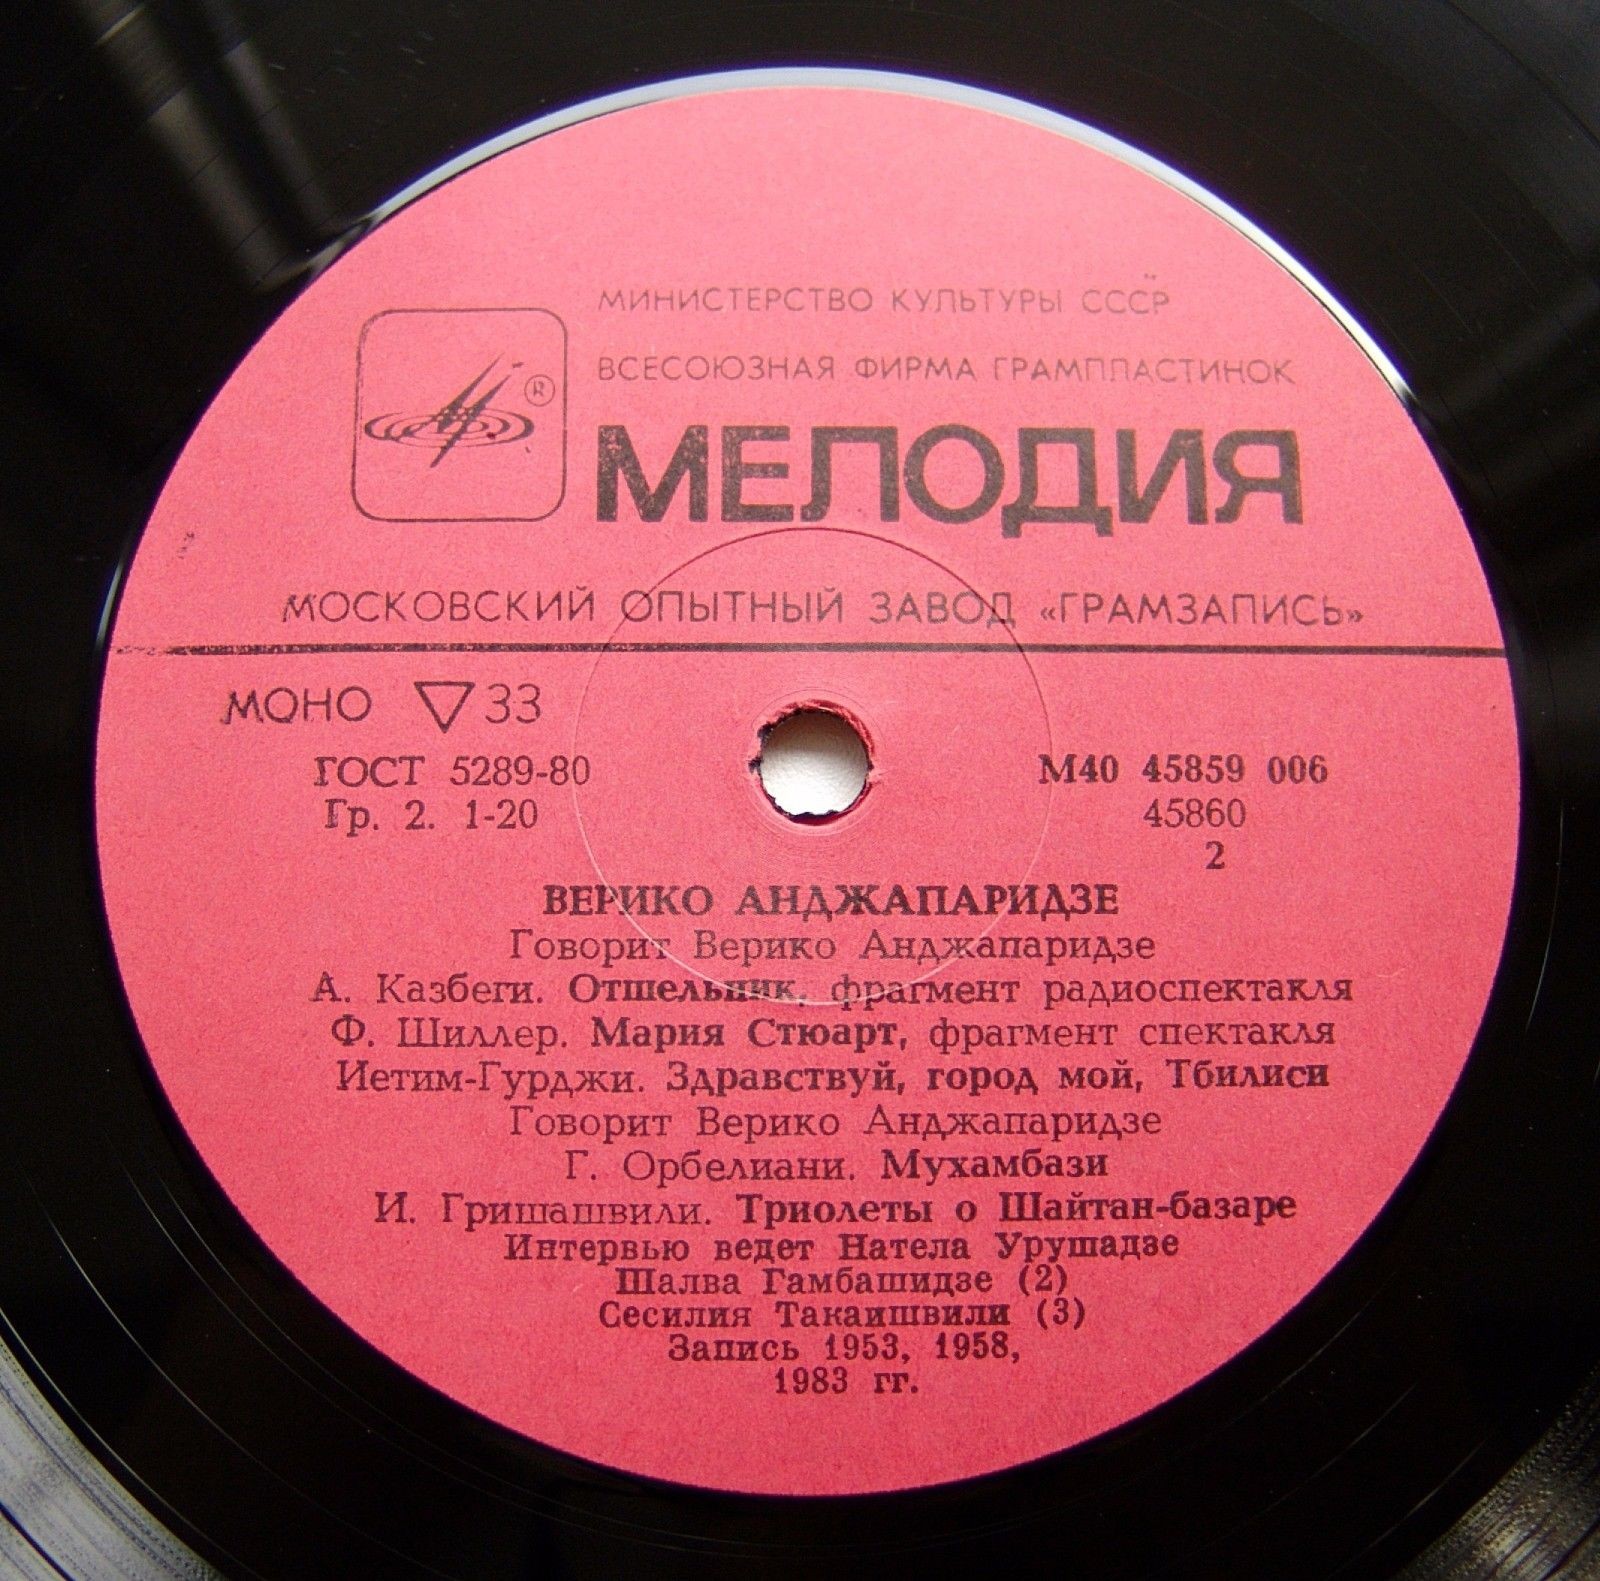 МИНИСТЕРСТВО КУЛЬТУРЫ СССР
ВСЕСОЮЗНАЯ ФИРМА ГРАМПЛАСТИНОК
®
МЕЛОДИЯ
МОСКОВСКИЙ ОПЫТНЫЙ ЗАВОД «ГРАМЗАПИСЬ»
МОНО ▽ 33
ГОСТ 5289-80
Гр. 2. 1-20
М40 45859 006
45860
2
ВЕРИКО АНДЖАПАРИДЗЕ
Говорит Верико Анджапаридзе
А. Казбеги. Отшельник, фрагмент радиоспектакля
Ф. Шиллер. Мария Стюарт, фрагмент спектакля
Иетим-Гурджи. Здравствуй, город мой, Тбилиси
Говорит Верико Анджапаридзе
Г. Орбелиани. Мухамбази
И. Гришашвили. Триолеты о Шайтан-базаре
Интервью ведет Натела Урушадзе
Шалва Гамбашидзе (2)
Сесилия Такаишвили (3)
Запись 1953, 1958,
1983 гг.